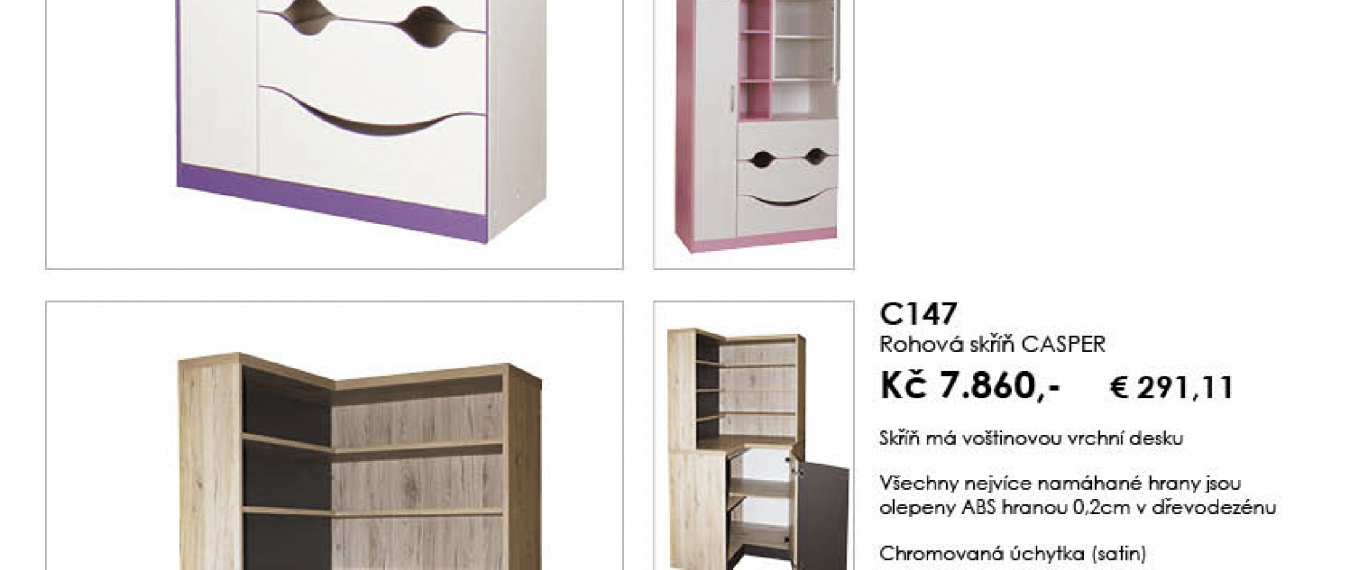 C147
Rohová skříň CASPER
Kč 7.860,- € 291,11
Skříň má voštinovou vrchní desku
Všechny nejvíce namáhané hrany jsou
olepeny ABS hranou 0,2cm v dřevodezénu
Chromovaná úchytka (satin)